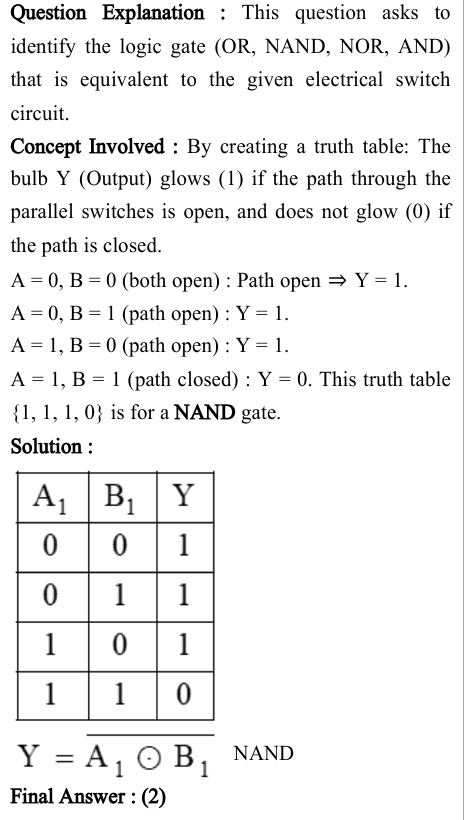 Question Explanation : This question asks to
identify the logic gate (OR, NAND, NOR, AND)
that is equivalent to the given electrical switch
circuit.
Concept Involved : By creating a truth table: The
bulb Y (Output) glows (1) if the path through the
parallel switches is open, and does not glow (0) if
the path is closed.
A = 0, B = 0 (both open) : Path open ⇒ Y = 1.
A = 0, B = 1 (path open) : Y = 1.
A = 1, B = 0 (path open) : Y = 1.
A = 1, B = 1 (path closed) : Y = 0. This truth table
{1, 1, 1, 0} is for a NAND gate.
Solution :
A₁ B₁ Y
0 0 1
0 1 1
1 0 1
1 1 0
Y = \overline{A₁ ⊙ B₁} NAND
Final Answer : (2)